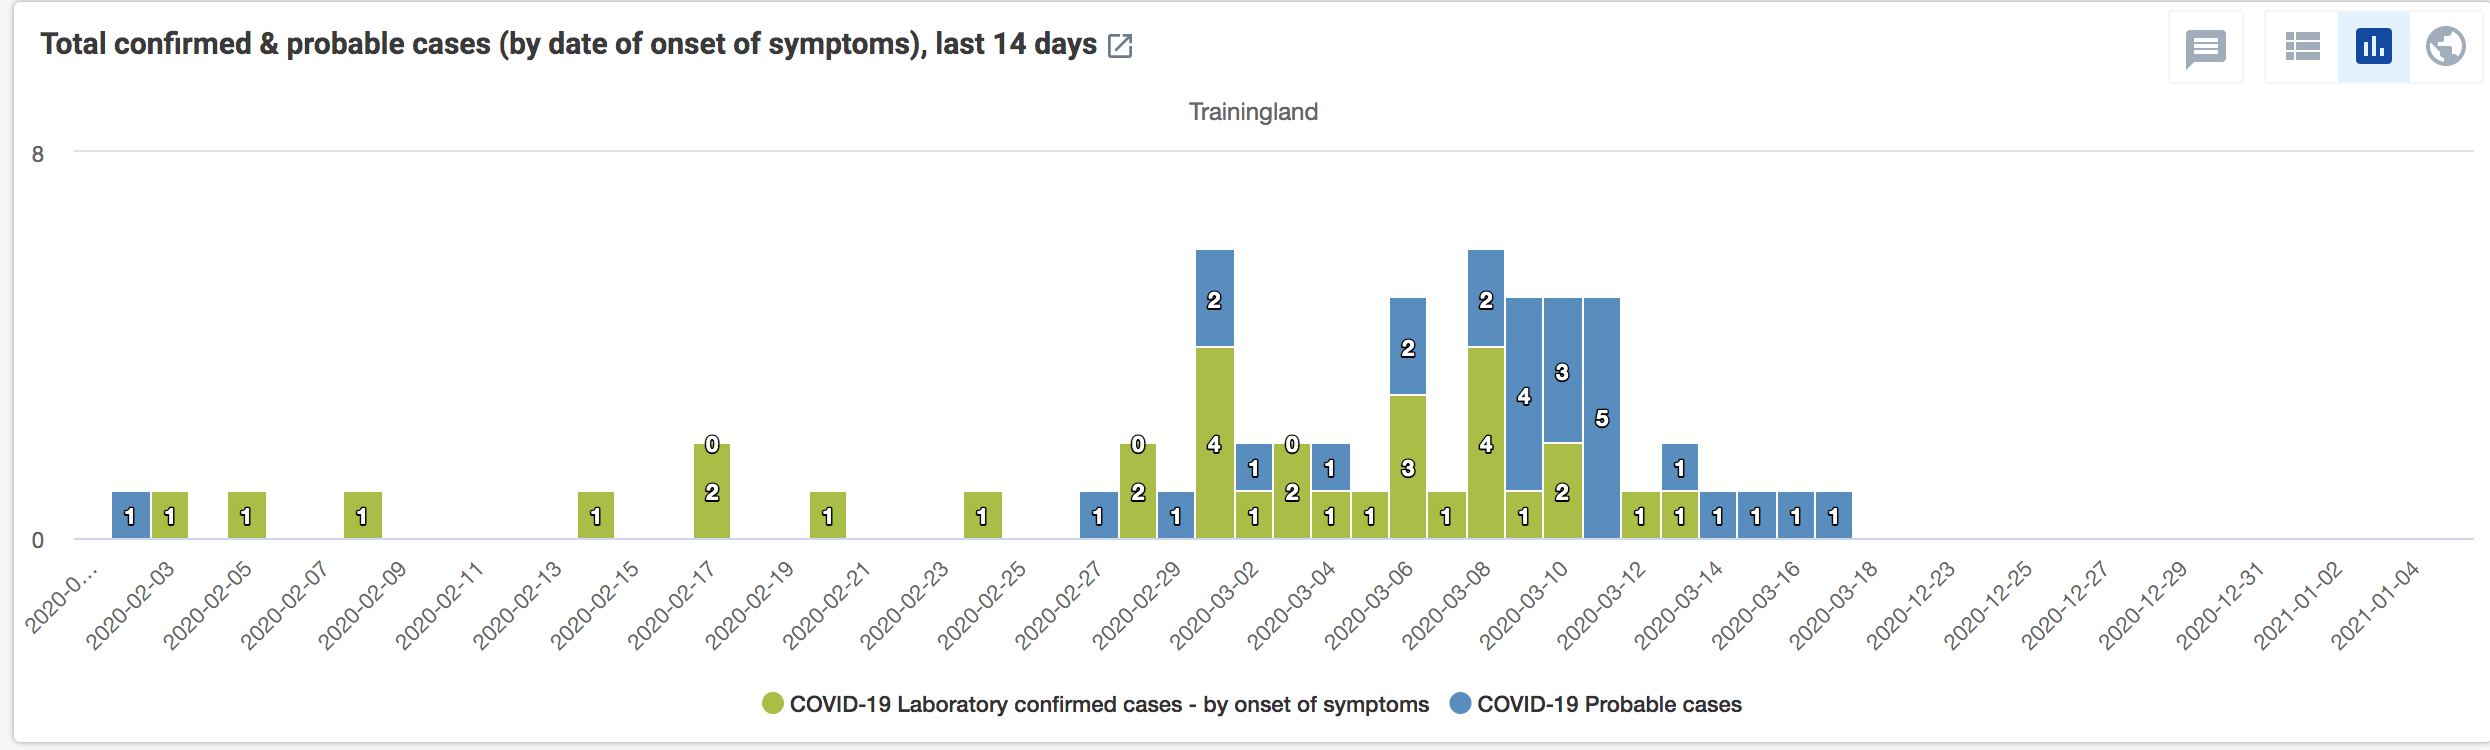 Total confirmed & probable cases (by date of onset of symptoms), last 14 days
Trainingland
8
2 2
2 3
4 5
0 0 4 1 0 1 3 4 1
2 2 2 2
1 1 1 1 1 1 1 1 1 1 1 1 1 1 1 1 1 1 1 1 1
0
2020-0... 2020-02-03 2020-02-05 2020-02-07 2020-02-09 2020-02-11 2020-02-13 2020-02-15 2020-02-17 2020-02-19 2020-02-21 2020-02-23 2020-02-25 2020-02-27 2020-02-29 2020-03-02 2020-03-04 2020-03-06 2020-03-08 2020-03-10 2020-03-12 2020-03-14 2020-03-16 2020-03-18 2020-12-23 2020-12-25 2020-12-27 2020-12-29 2020-12-31 2021-01-02 2021-01-04
COVID-19 Laboratory confirmed cases - by onset of symptoms COVID-19 Probable cases